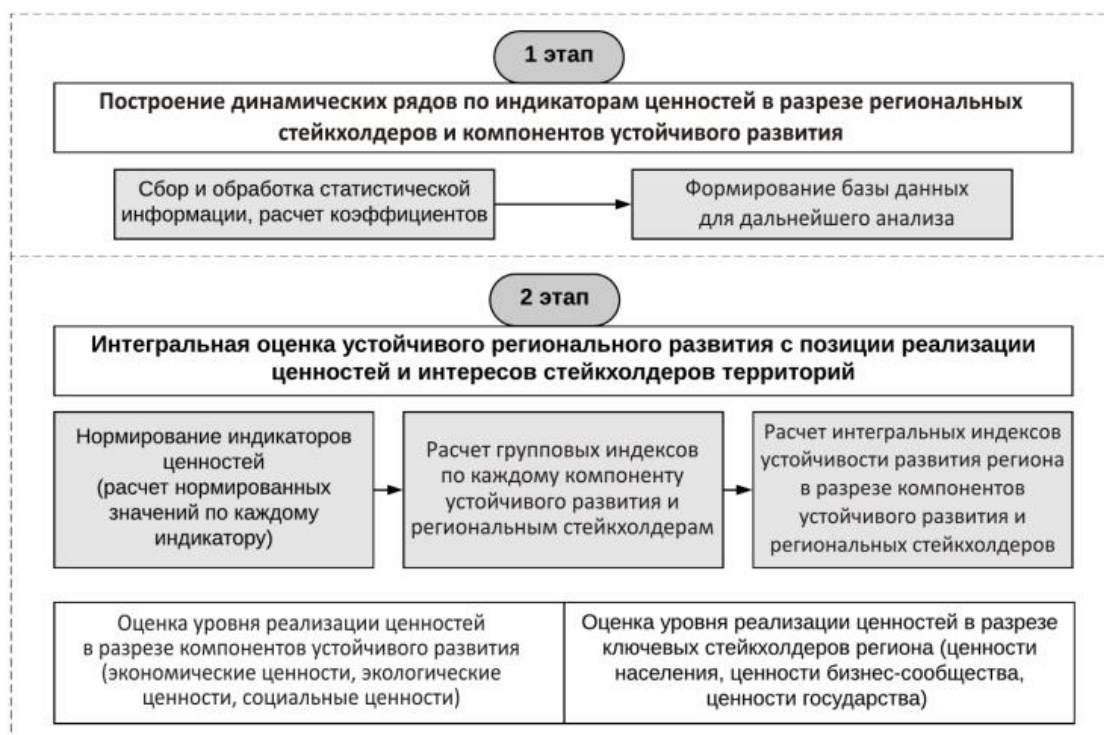 1 этап
Построение динамических рядов по индикаторам ценностей в разрезе региональных
стейкхолдеров и компонентов устойчивого развития
Сбор и обработка статистической
информации, расчет коэффициентов
Формирование базы данных
для дальнейшего анализа
2 этап
Интегральная оценка устойчивого регионального развития с позиции реализации
ценностей и интересов стейкхолдеров территорий
Нормирование индикаторов
ценностей
(расчет нормированных
значений по каждому
индикатору)
Расчет групповых индексов
по каждому компоненту
устойчивого развития и
региональным стейкхолдерам
Расчет интегральных индексов
устойчивости развития региона
в разрезе компонентов
устойчивого развития и
региональных стейкхолдеров
Оценка уровня реализации ценностей
в разрезе компонентов устойчивого развития
(экономические ценности, экологические
ценности, социальные ценности)
Оценка уровня реализации ценностей в разрезе
ключевых стейкхолдеров региона (ценности
населения, ценности бизнес-сообщества,
ценности государства)